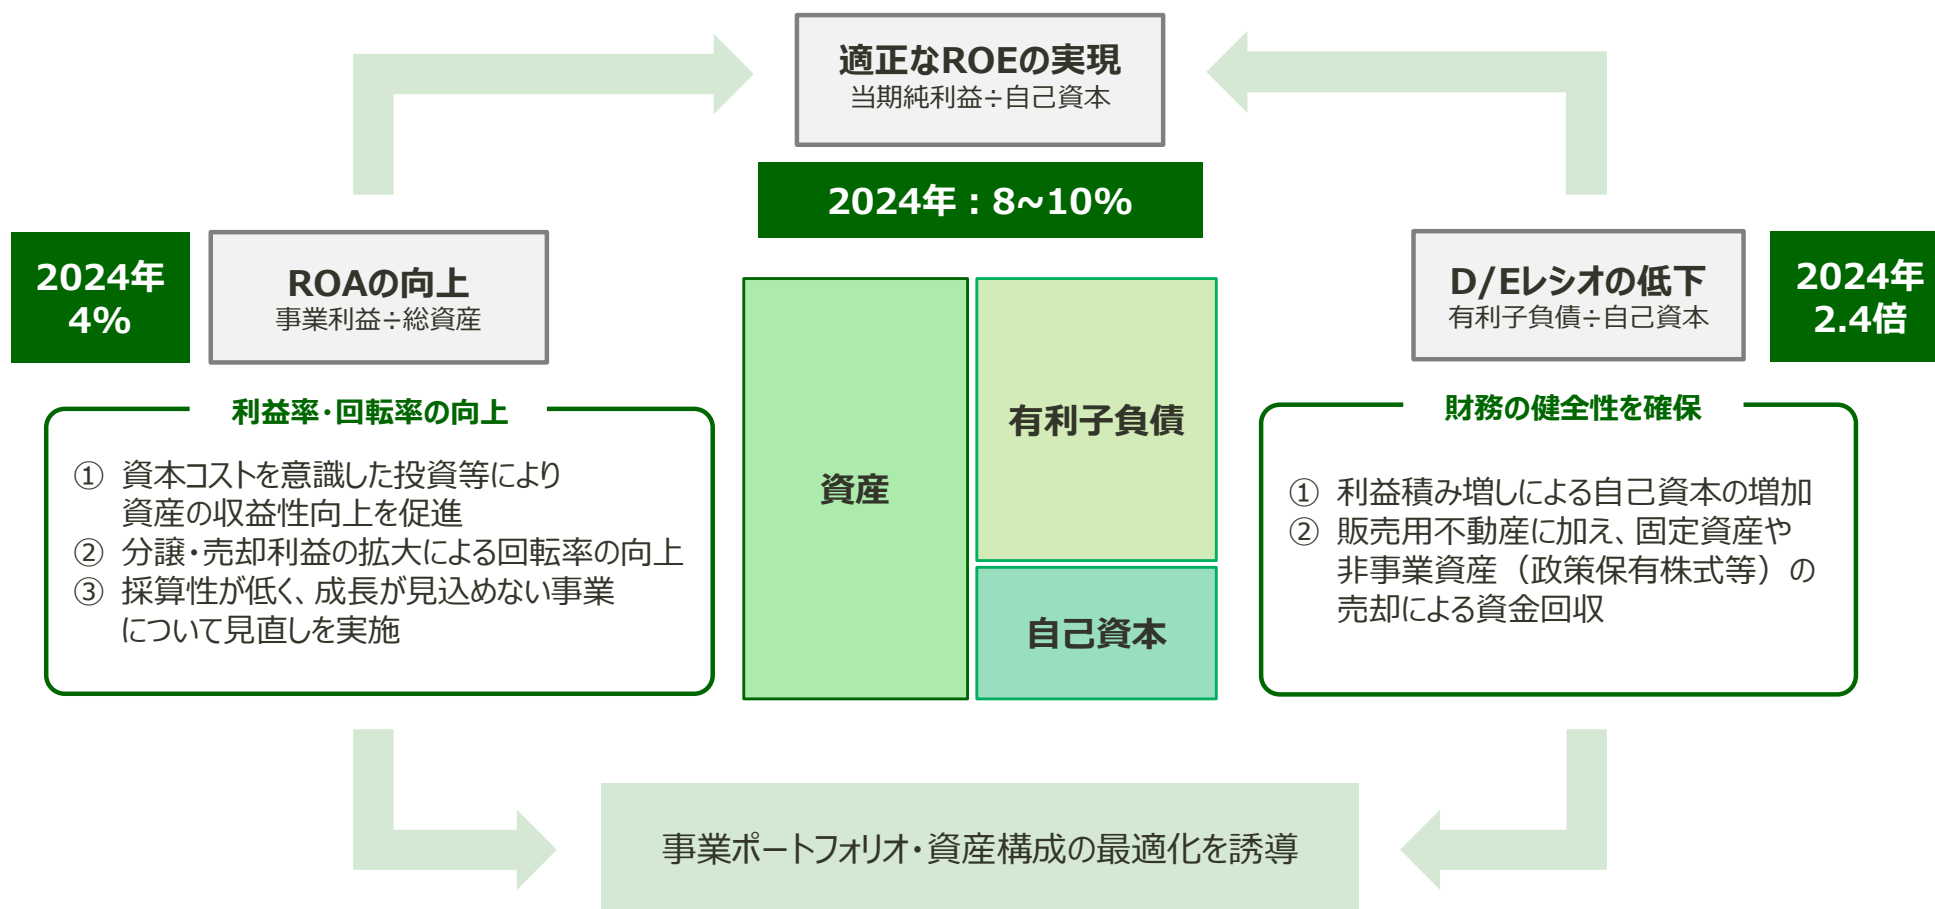 適正なROEの実現
当期純利益÷自己資本
2024年：8~10%
2024年
4%
ROAの向上
事業利益÷総資産
D/Eレシオの低下
有利子負債÷自己資本
2024年
2.4倍
利益率・回転率の向上
① 資本コストを意識した投資等により
資産の収益性向上を促進
② 分譲・売却利益の拡大による回転率の向上
③ 採算性が低く、成長が見込めない事業
について見直しを実施
資産
有利子負債
自己資本
財務の健全性を確保
① 利益積み増しによる自己資本の増加
② 販売用不動産に加え、固定資産や
非事業資産（政策保有株式等）の
売却による資金回収
事業ポートフォリオ・資産構成の最適化を誘導